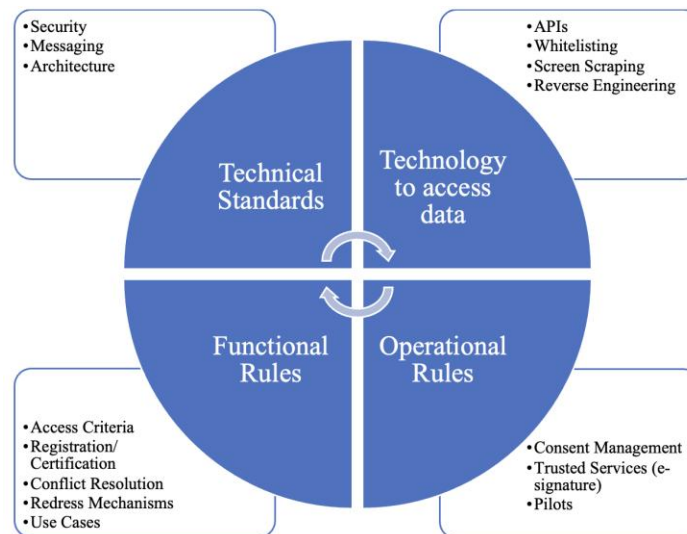 •Security
•Messaging
•Architecture
•APIs
•Whitelisting
•Screen Scraping
•Reverse Engineering
Technical
Standards
Technology
to access
data
Functional
Rules
Operational
Rules
•Access Criteria
•Registration/
Certification
•Conflict Resolution
•Redress Mechanisms
•Use Cases
•Consent Management
•Trusted Services (e-
signature)
•Pilots